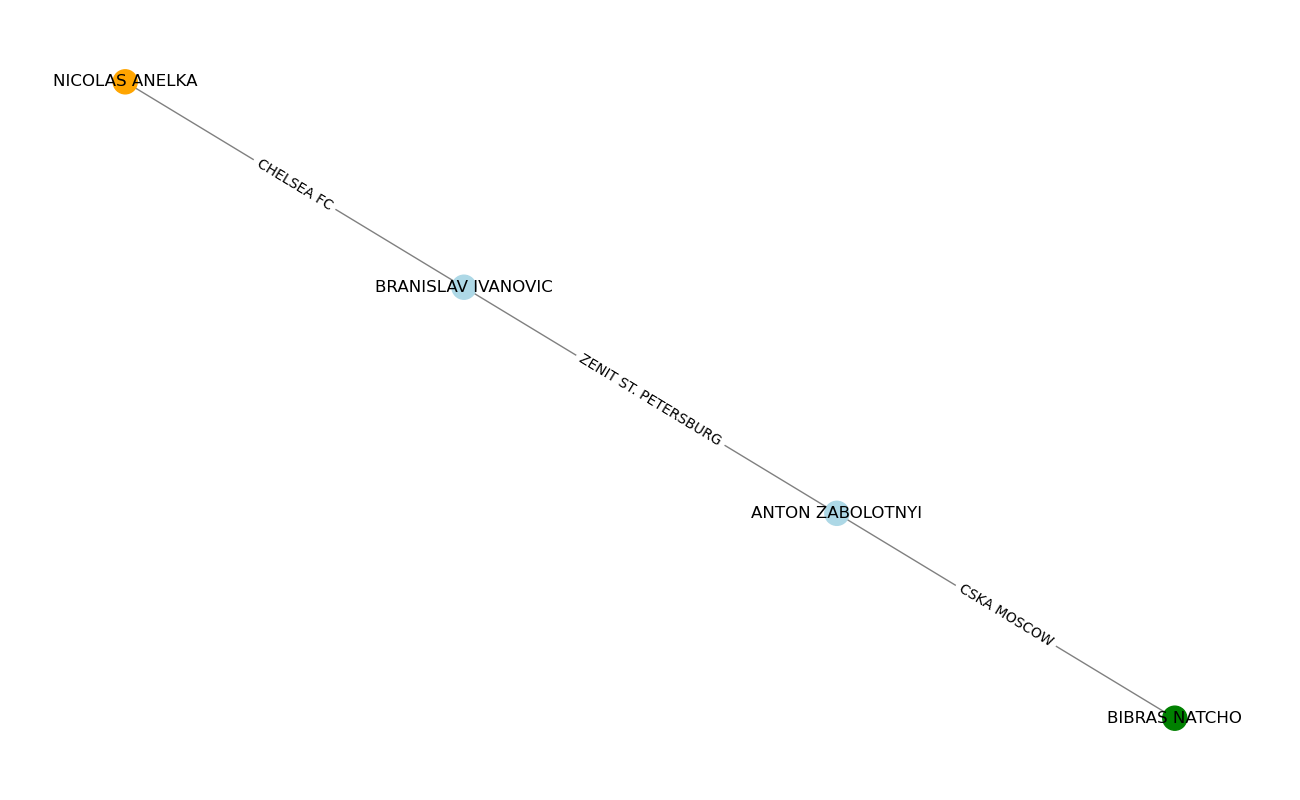 NICOLAS ANELKA
CHELSEA FC
BRANISLAV IVANOVIC
ZENIT ST. PETERSBURG
ANTON ZABOLOTNYI
CSKA MOSCOW
BIBRAS NATCHO